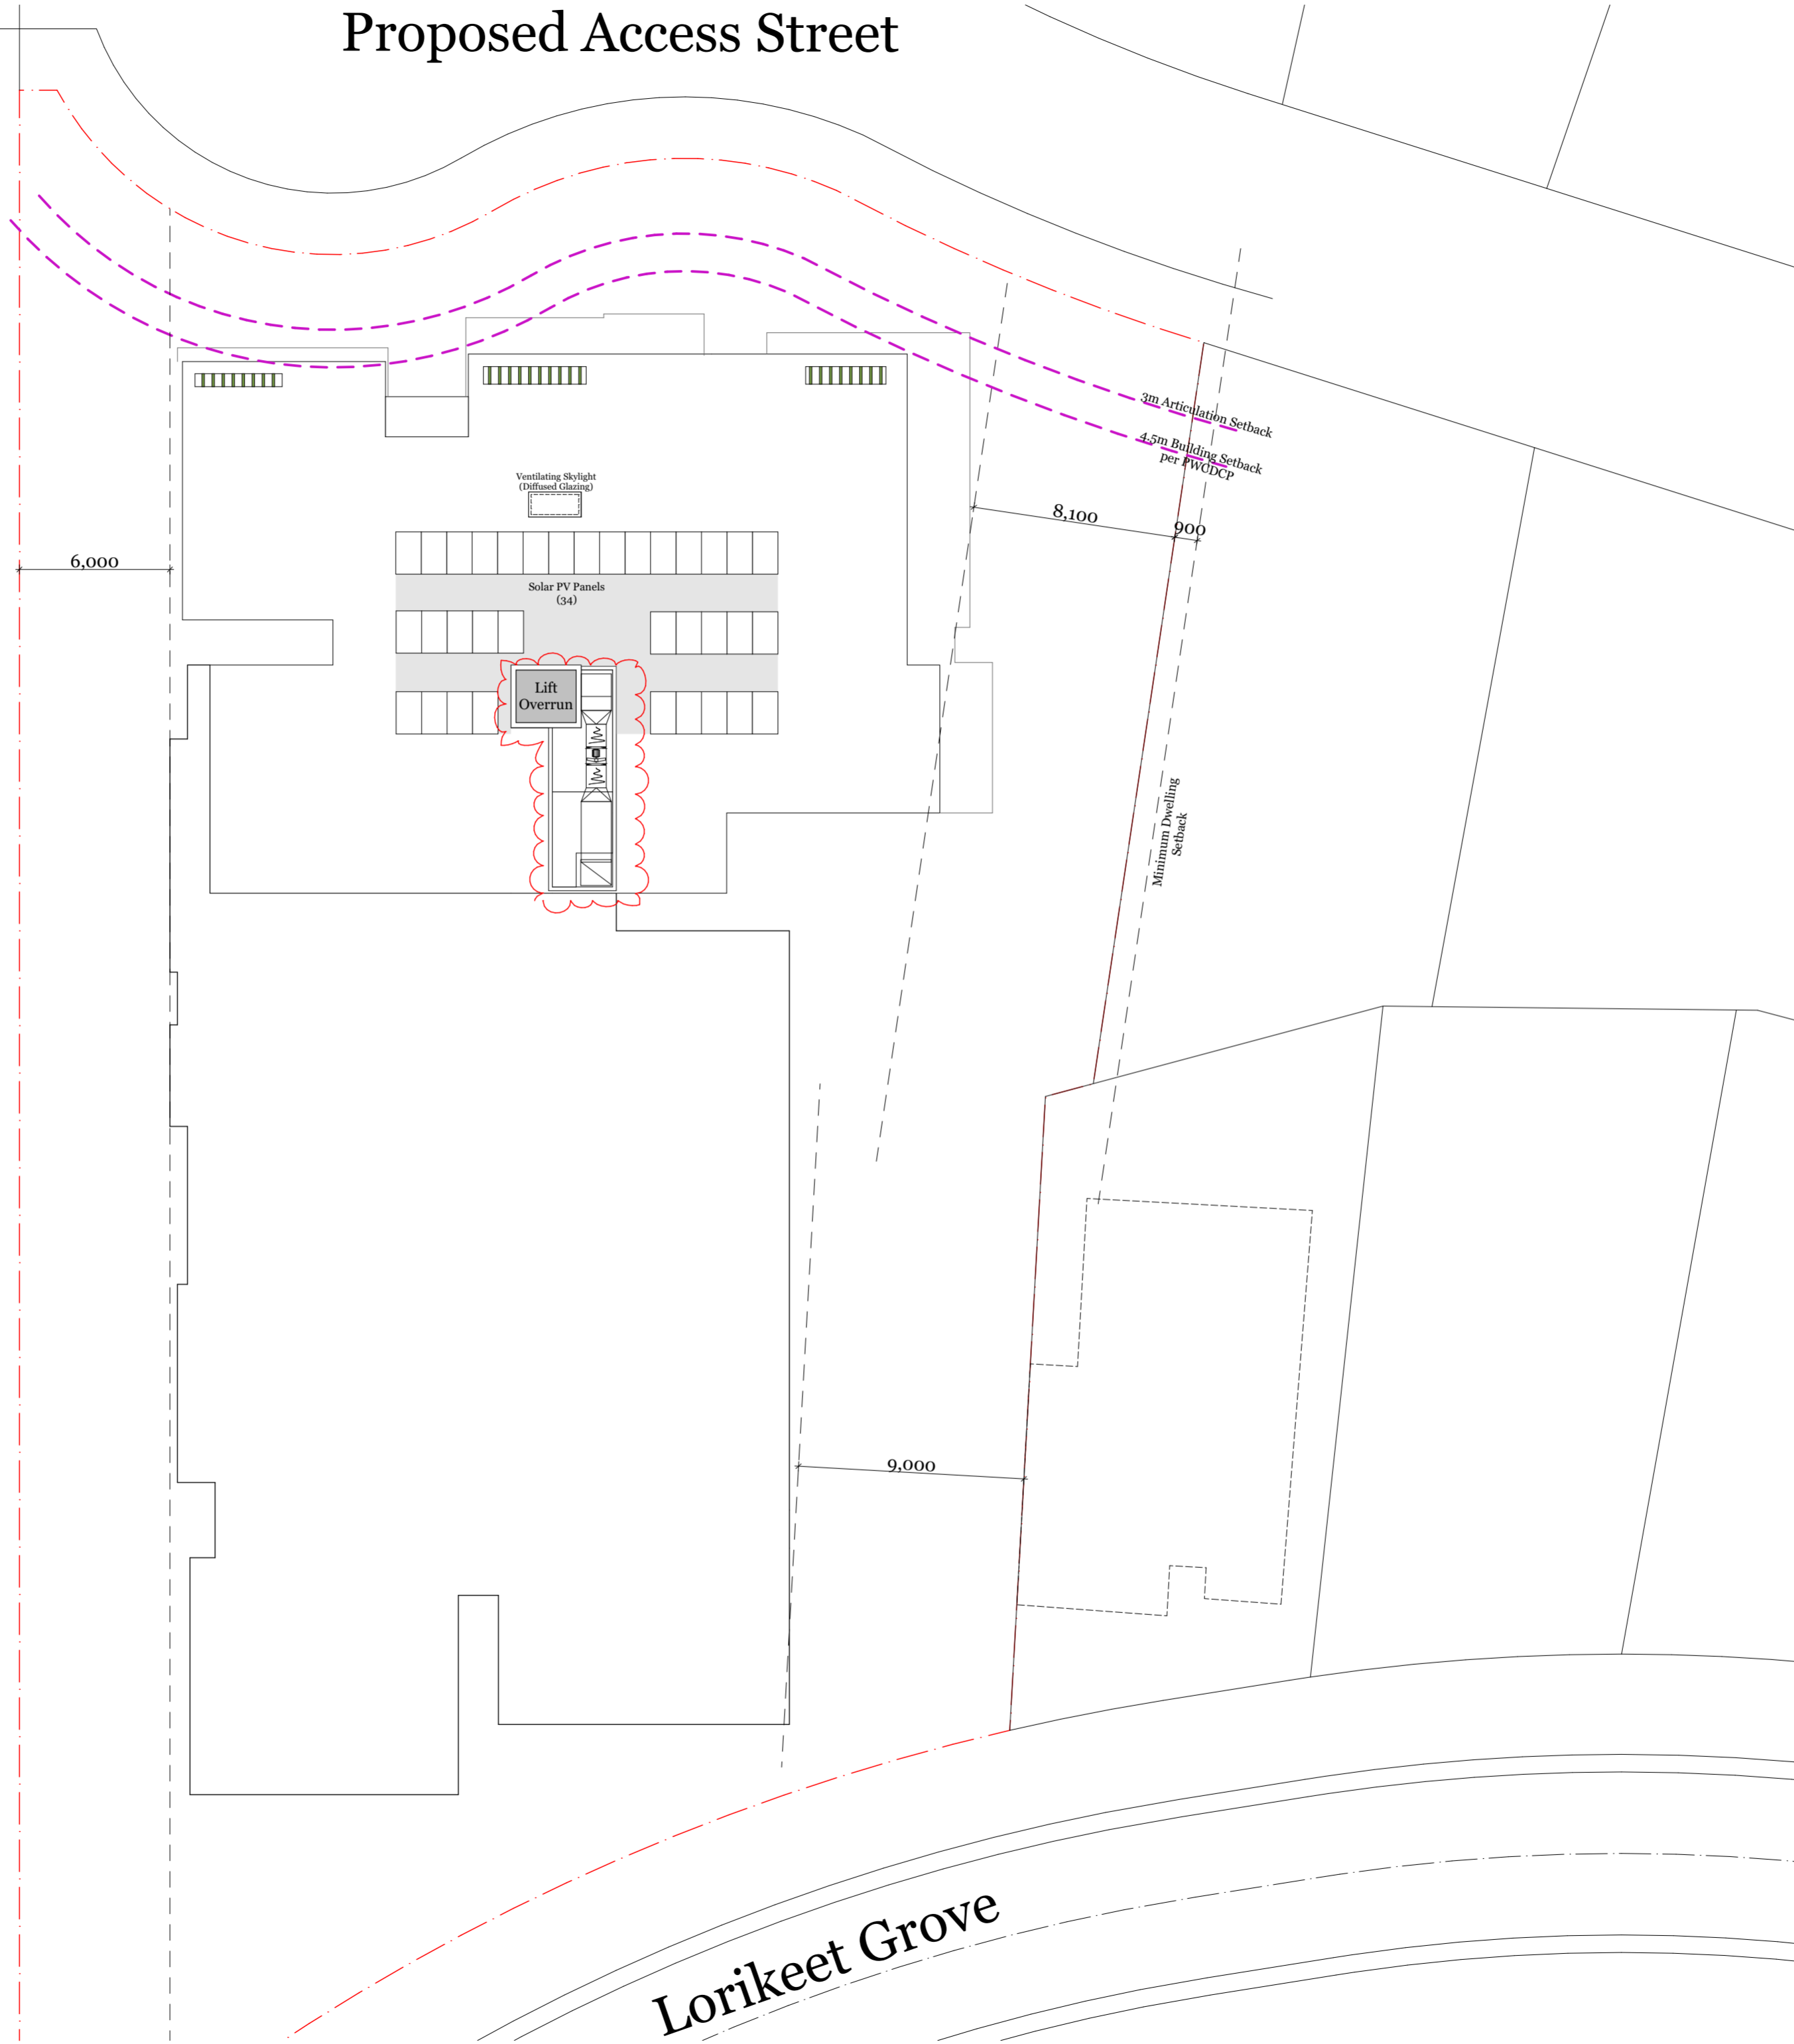 Proposed Access Street
3m Articulation Setback
4.5m Building Setback
per PWCDCP
Ventilating Skylight
(Diffused Glazing)
8,100
900
6,000
Solar PV Panels
(34)
Lift
Overrun
Minimum Dwelling
Setback
9,000
Lorikeet Grove